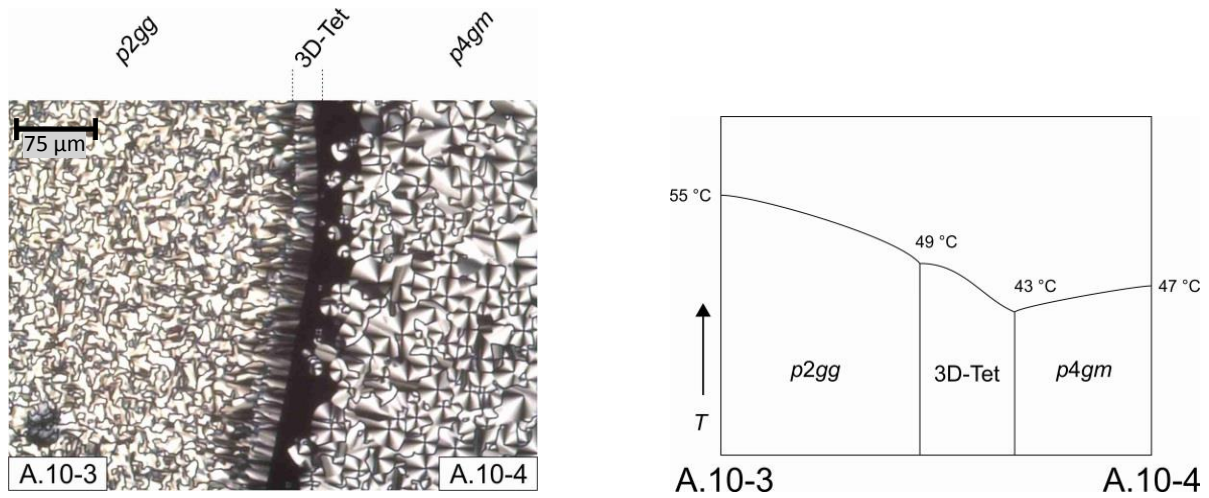 p2gg
3D-Tet
p4gm
75 µm
A.10-3
A.10-4
55 °C
49 °C
43 °C
47 °C
p2gg
3D-Tet
p4gm
T
A.10-3
A.10-4